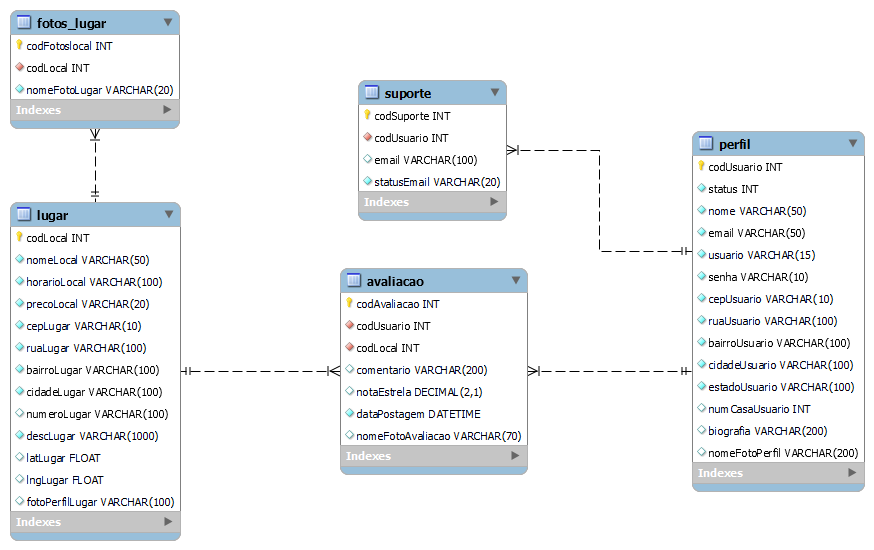 fotos_lugar
codFotoslocal INT
codLocal INT
nomeFotoLugar VARCHAR(20)
Indexes
suporte
codSuporte INT
codUsuario INT
email VARCHAR(100)
statusEmail VARCHAR(20)
Indexes
perfil
codUsuario INT
status INT
nome VARCHAR(50)
email VARCHAR(50)
usuario VARCHAR(15)
senha VARCHAR(10)
cepUsuario VARCHAR(10)
ruaUsuario VARCHAR(100)
bairroUsuario VARCHAR(100)
cidadeUsuario VARCHAR(100)
estadoUsuario VARCHAR(100)
numCasaUsuario INT
biografia VARCHAR(200)
nomeFotoPerfil VARCHAR(200)
Indexes
lugar
codLocal INT
nomeLocal VARCHAR(50)
horarioLocal VARCHAR(100)
precoLocal VARCHAR(20)
cepLugar VARCHAR(10)
ruaLugar VARCHAR(100)
bairroLugar VARCHAR(100)
cidadeLugar VARCHAR(100)
numeroLugar VARCHAR(100)
descLugar VARCHAR(1000)
latLugar FLOAT
lngLugar FLOAT
fotoPerfilLugar VARCHAR(100)
Indexes
avaliacao
codAvaliacao INT
codUsuario INT
codLocal INT
comentario VARCHAR(200)
notaEstrela DECIMAL(2,1)
dataPostagem DATETIME
nomeFotoAvaliacao VARCHAR(70)
Indexes